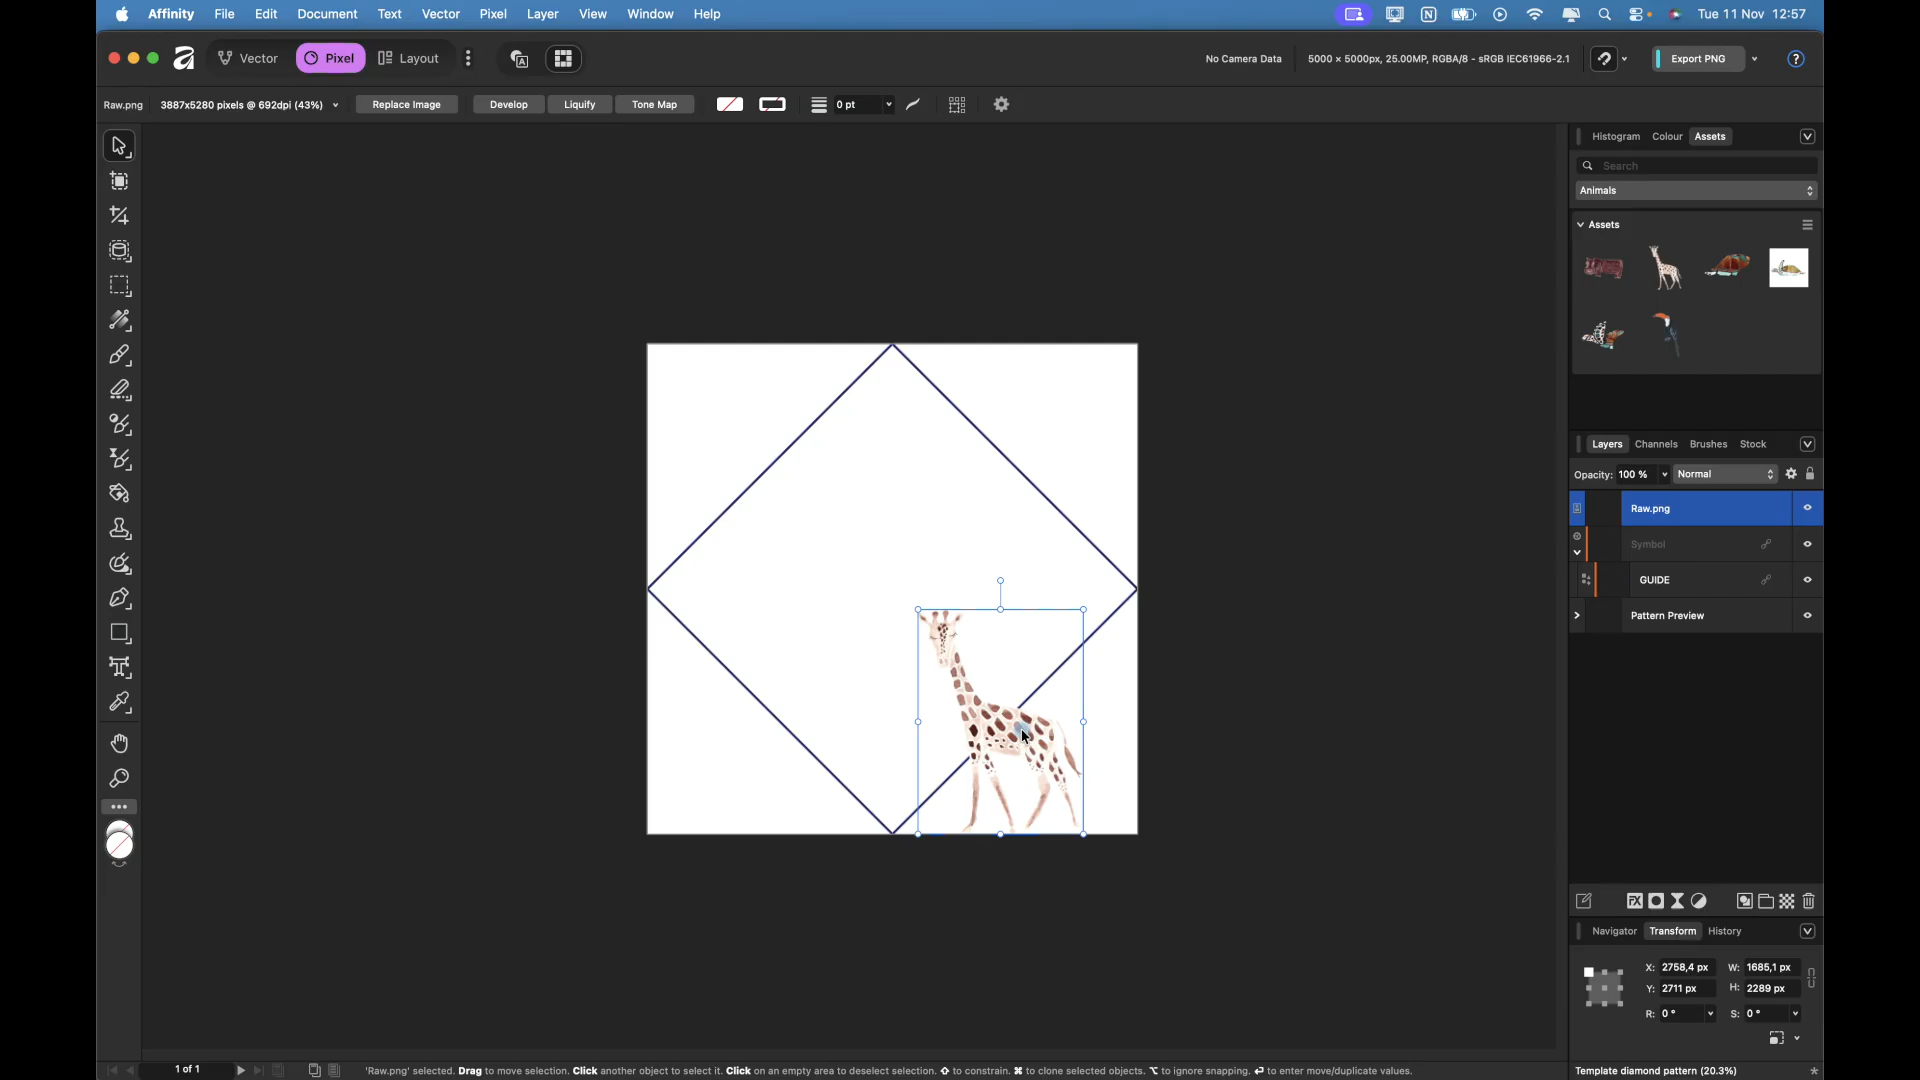 Affinity File Edit Document Text Vector Pixel Layer View Window Help Tue 11 Nov 12:57
Vector Pixel Layout No Camera Data 5000 × 5000px, 25.00MP, RGBA/8 - sRGB IEC61966-2.1 Export PNG ?
Raw.png 3887x5280 pixels @ 692dpi (43%) Replace Image Develop Liquify Tone Map 0 pt
Histogram Colour Assets
Search
Animals
Assets
Layers Channels Brushes Stock
Opacity: 100 % Normal
Raw.png
Symbol
GUIDE
Pattern Preview
Navigator Transform History
X: 2758,4 px W: 1685,1 px
Y: 2711 px H: 2289 px
R: 0 ° S: 0 °
1 of 1 'Raw.png' selected. Drag to move selection. Click another object to select it. Click on an empty area to deselect selection. ⇧ to constrain. ⌘ to clone selected objects. ⌥ to ignore snapping. ⏎ to enter move/duplicate values. Template diamond pattern (20.3%) *